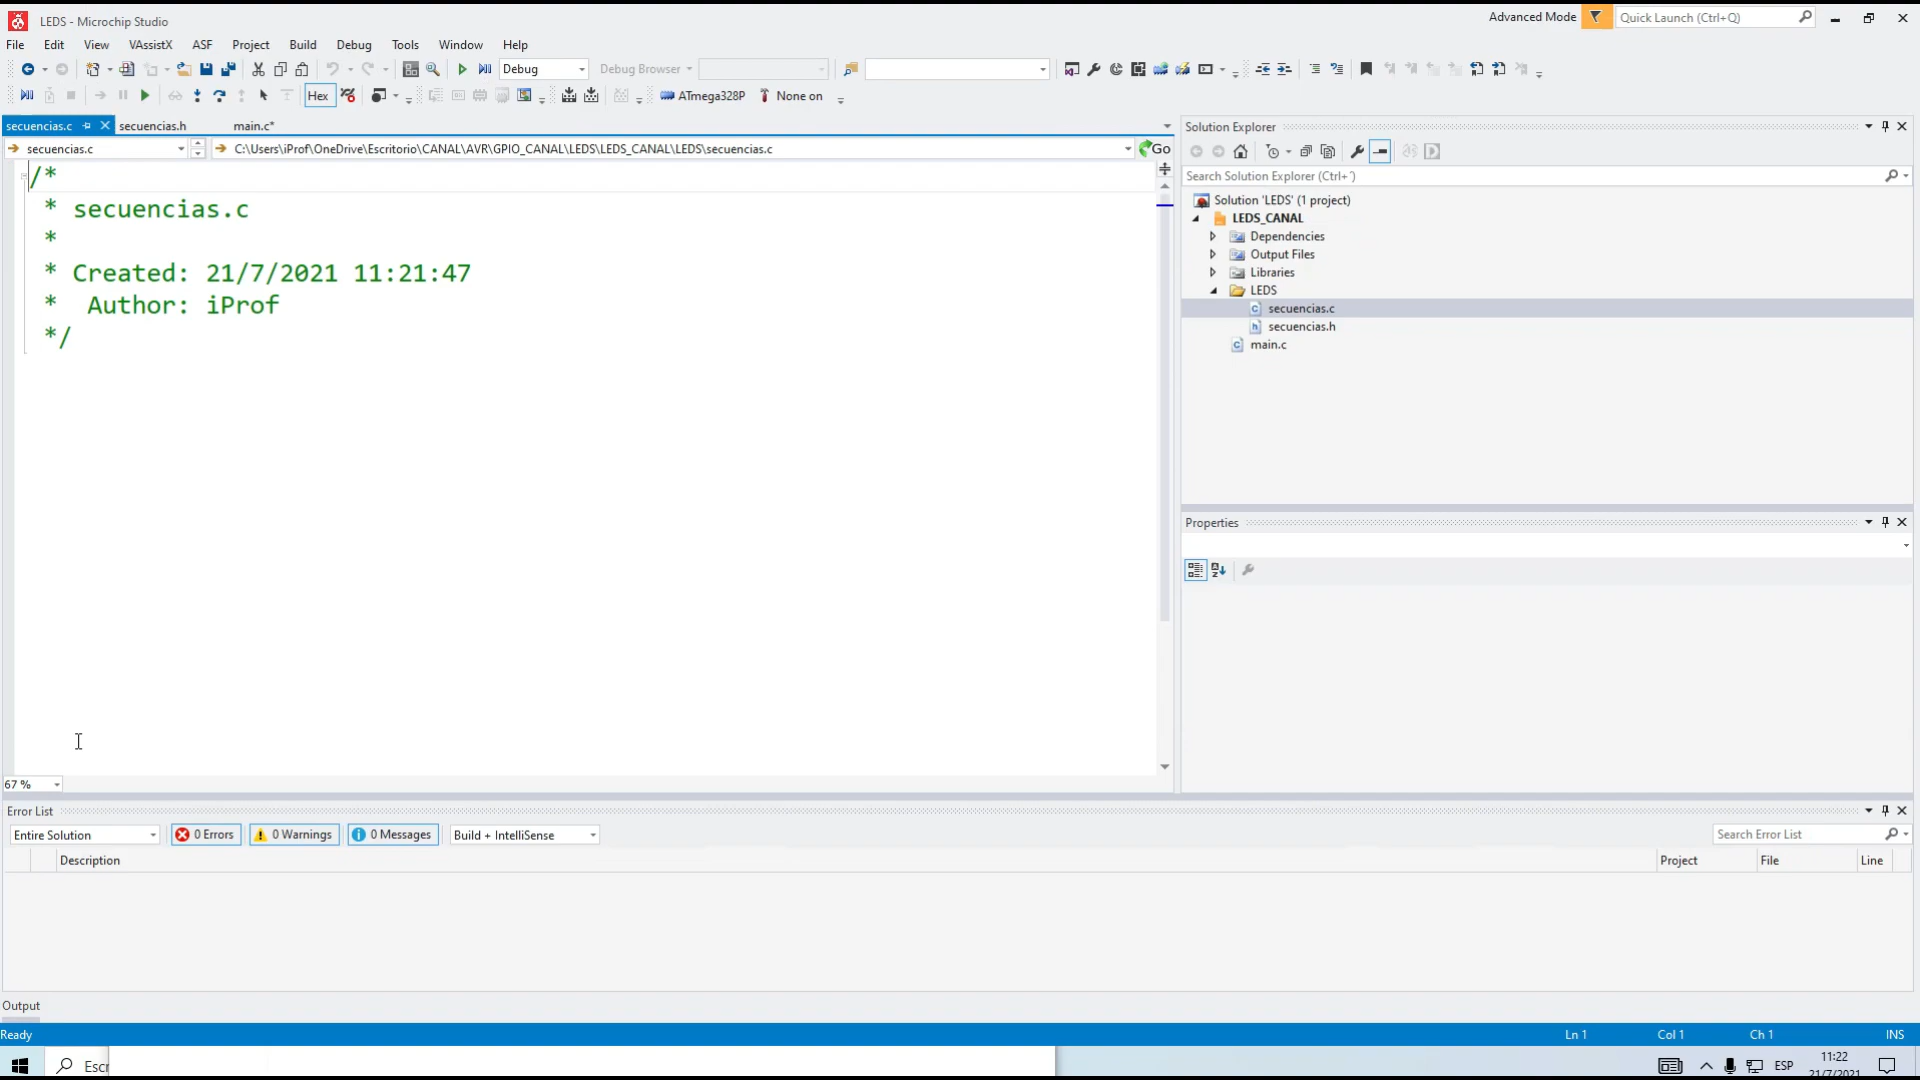 LEDS - Microchip Studio
Advanced Mode
Quick Launch (Ctrl+Q)
File Edit View VAssistX ASF Project Build Debug Tools Window Help
Debug
Debug Browser
Hex
ATmega328P
None on
secuencias.c secuencias.h main.c*
secuencias.c
C:\Users\iProf\OneDrive\Escritorio\CANAL\AVR\GPIO_CANAL\LEDS\LEDS_CANAL\LEDS\secuencias.c
Go
/*
* secuencias.c
*
* Created: 21/7/2021 11:21:47
* Author: iProf
*/
67 %
Solution Explorer
Search Solution Explorer (Ctrl+´)
Solution 'LEDS' (1 project)
LEDS_CANAL
Dependencies
Output Files
Libraries
LEDS
secuencias.c
secuencias.h
main.c
Properties
Error List
Entire Solution
0 Errors
0 Warnings
0 Messages
Build + IntelliSense
Search Error List
Description Project File Line
Output
Ready
Ln 1 Col 1 Ch 1 INS
Escr
ESP
11:22
21/7/2021